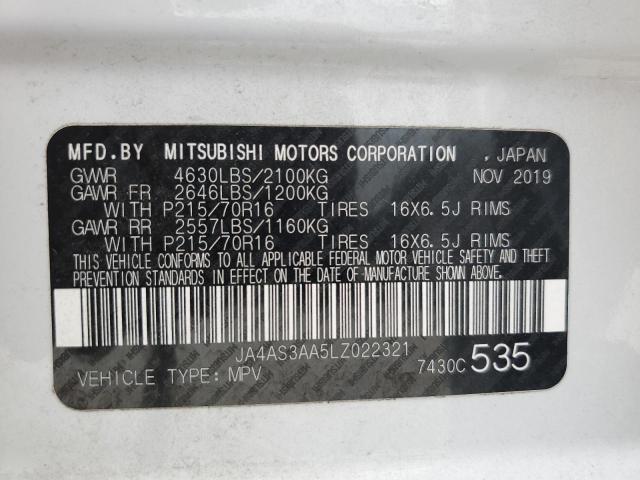 MFD.BY MITSUBISHI MOTORS CORPORATION , JAPAN
GVWR 4630LBS/2100KG NOV 2019
GAWR FR 2646LBS/1200KG
WITH P215/70R16 TIRES 16X6.5J RIMS
GAWR RR 2557LBS/1160KG
WITH P215/70R16 TIRES 16X6.5J RIMS
THIS VEHICLE CONFORMS TO ALL APPLICABLE FEDERAL MOTOR VEHICLE SAFETY AND THEFT
PREVENTION STANDARDS IN EFFECT ON THE DATE OF MANUFACTURE SHOWN ABOVE.
JA4AS3AA5LZ022321
VEHICLE TYPE: MPV 7430C 535